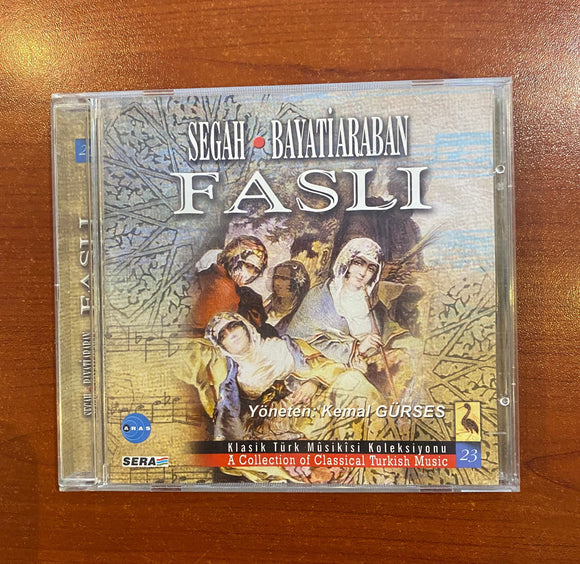 SEGAH • BAYATİARABAN
FASLI
Yöneten: Kemal GÜRSES
Klasik Türk Mûsikîsi Koleksiyonu
A Collection of Classical Turkish Music
23
ARAS
SERA
SEGAH - BAYATİARABAN FASLI
2